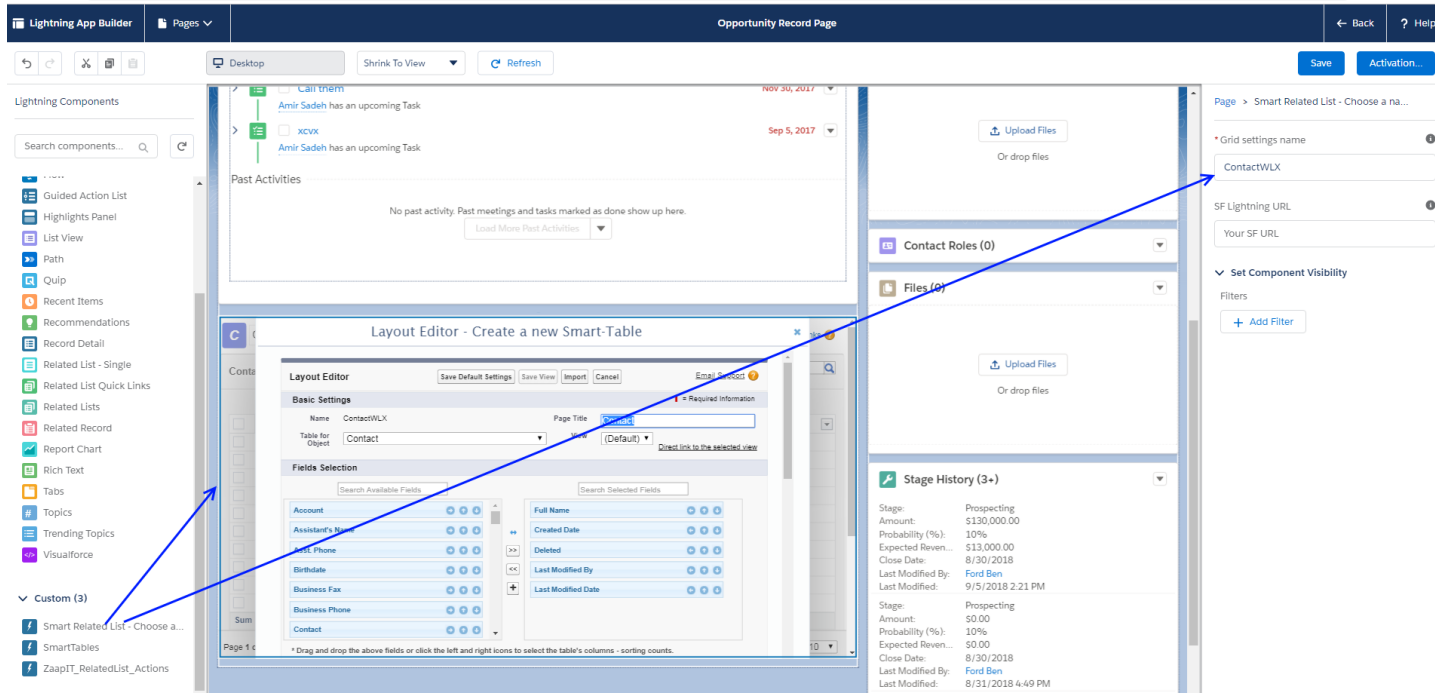 Lightning App Builder
Pages
Opportunity Record Page
Back
? Help
Desktop
Shrink To View
Refresh
Save
Activation...
Lightning Components
Search components...
Guided Action List
Highlights Panel
List View
Path
Quip
Recent Items
Recommendations
Record Detail
Related List - Single
Related List Quick Links
Related Lists
Related Record
Report Chart
Rich Text
Tabs
Topics
Trending Topics
Visualforce
Custom (3)
Smart Related List - Choose a...
SmartTables
ZaapIT_RelatedList_Actions
Call them
Nov 30, 2017
Amir Sadeh has an upcoming Task
xcvx
Sep 5, 2017
Amir Sadeh has an upcoming Task
Past Activities
No past activity. Past meetings and tasks marked as done show up here.
Load More Past Activities
C
Conta
Sum
Page 1
10
Layout Editor - Create a new Smart-Table
Layout Editor
Save Default Settings
Save View
Import
Cancel
Email Support
Basic Settings
= Required Information
Name
ContactWLX
Page Title
Contact
Table for Object
Contact
View
(Default)
Direct link to the selected view
Fields Selection
Search Available Fields
Search Selected Fields
Account
Assistant's Name
Asst. Phone
Birthdate
Business Fax
Business Phone
Contact
>>
<<
+
Full Name
Created Date
Deleted
Last Modified By
Last Modified Date
* Drag and drop the above fields or click the left and right icons to select the table's columns - sorting counts.
Upload Files
Or drop files
Contact Roles (0)
Files (0)
Upload Files
Or drop files
Stage History (3+)
Stage: Prospecting
Amount: $130,000.00
Probability (%): 10%
Expected Reven... $13,000.00
Close Date: 8/30/2018
Last Modified By: Ford Ben
Last Modified: 9/5/2018 2:21 PM
Stage: Prospecting
Amount: $0.00
Probability (%): 10%
Expected Reven... $0.00
Close Date: 8/30/2018
Last Modified By: Ford Ben
Last Modified: 8/31/2018 4:49 PM
Page > Smart Related List - Choose a na...
* Grid settings name
ContactWLX
SF Lightning URL
Your SF URL
Set Component Visibility
Filters
+ Add Filter